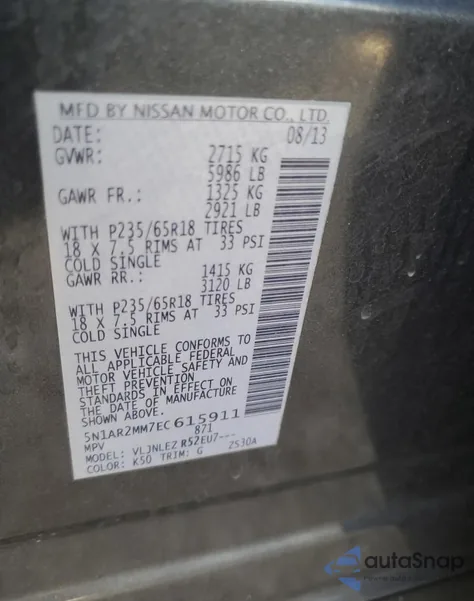 MFD BY NISSAN MOTOR CO., LTD.
DATE: 08/13
GVWR: 2715 KG
5986 LB
GAWR FR.: 1325 KG
2921 LB
WITH P235/65R18 TIRES
18 X 7.5 RIMS AT 33 PSI
COLD SINGLE
GAWR RR.: 1415 KG
3120 LB
WITH P235/65R18 TIRES
18 X 7.5 RIMS AT 33 PSI
COLD SINGLE
THIS VEHICLE CONFORMS TO
ALL APPLICABLE FEDERAL
MOTOR VEHICLE SAFETY AND
THEFT PREVENTION
STANDARDS IN EFFECT ON
THE DATE OF MANUFACTURE
SHOWN ABOVE.
5N1AR2MM7EC615911
MPV 871
MODEL: VLJNLEZ R52EU7---
COLOR: K50 TRIM: G 2S30A
autaSnap